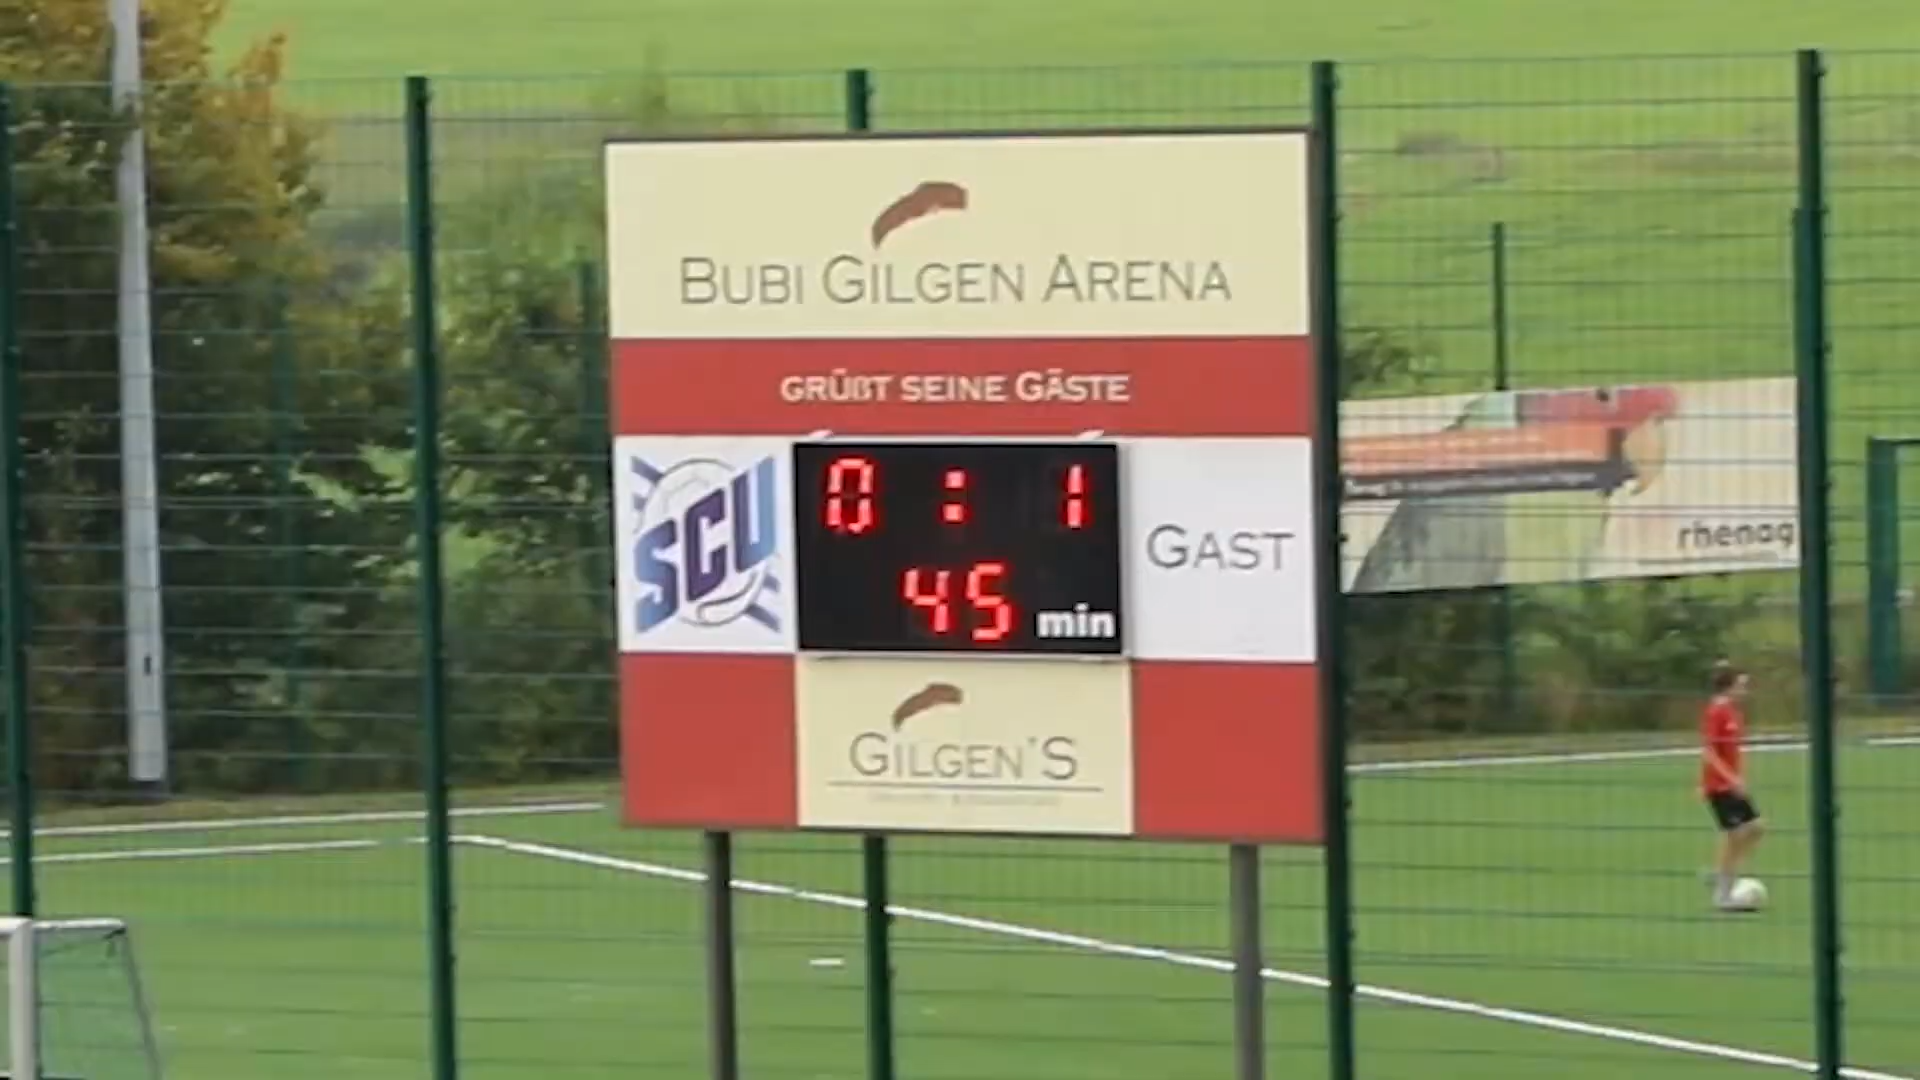 BUBI GILGEN ARENA
GRÜßT SEINE GÄSTE
SCU
0 : 1
GAST
45 min
rhenag
GILGEN'S